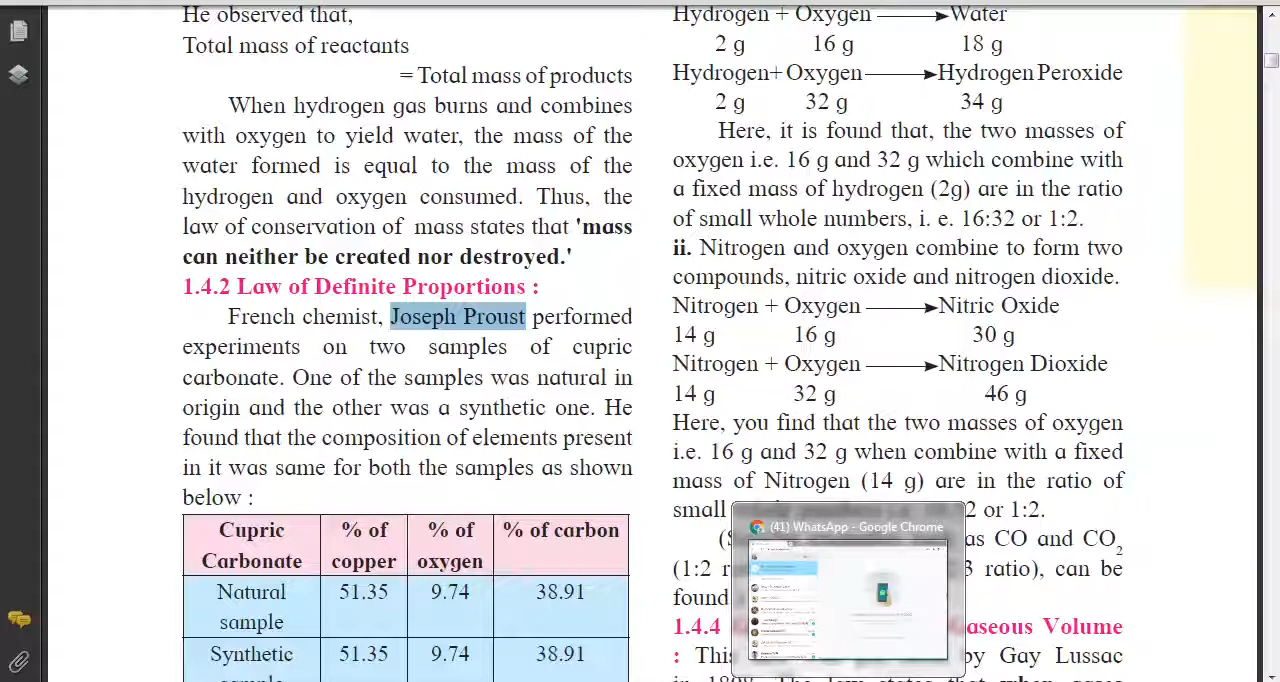 He observed that,
Total mass of reactants
= Total mass of products
When hydrogen gas burns and combines
with oxygen to yield water, the mass of the
water formed is equal to the mass of the
hydrogen and oxygen consumed. Thus, the
law of conservation of mass states that 'mass
can neither be created nor destroyed.'
1.4.2 Law of Definite Proportions :
French chemist, Joseph Proust performed
experiments on two samples of cupric
carbonate. One of the samples was natural in
origin and the other was a synthetic one. He
found that the composition of elements present
in it was same for both the samples as shown
below :
Cupric Carbonate % of copper % of oxygen % of carbon
Natural sample 51.35 9.74 38.91
Synthetic 51.35 9.74 38.91
Hydrogen + Oxygen ⟶ Water
2 g 16 g 18 g
Hydrogen+ Oxygen ⟶ Hydrogen Peroxide
2 g 32 g 34 g
Here, it is found that, the two masses of
oxygen i.e. 16 g and 32 g which combine with
a fixed mass of hydrogen (2g) are in the ratio
of small whole numbers, i. e. 16:32 or 1:2.
ii. Nitrogen and oxygen combine to form two
compounds, nitric oxide and nitrogen dioxide.
Nitrogen + Oxygen ⟶ Nitric Oxide
14 g 16 g 30 g
Nitrogen + Oxygen ⟶ Nitrogen Dioxide
14 g 32 g 46 g
Here, you find that the two masses of oxygen
i.e. 16 g and 32 g when combine with a fixed
mass of Nitrogen (14 g) are in the ratio of
small 2 or 1:2.
as CO and CO2
(1:2 3 ratio), can be
found
1.4.4 aseous Volume
: This by Gay Lussac
(41) WhatsApp - Google Chrome